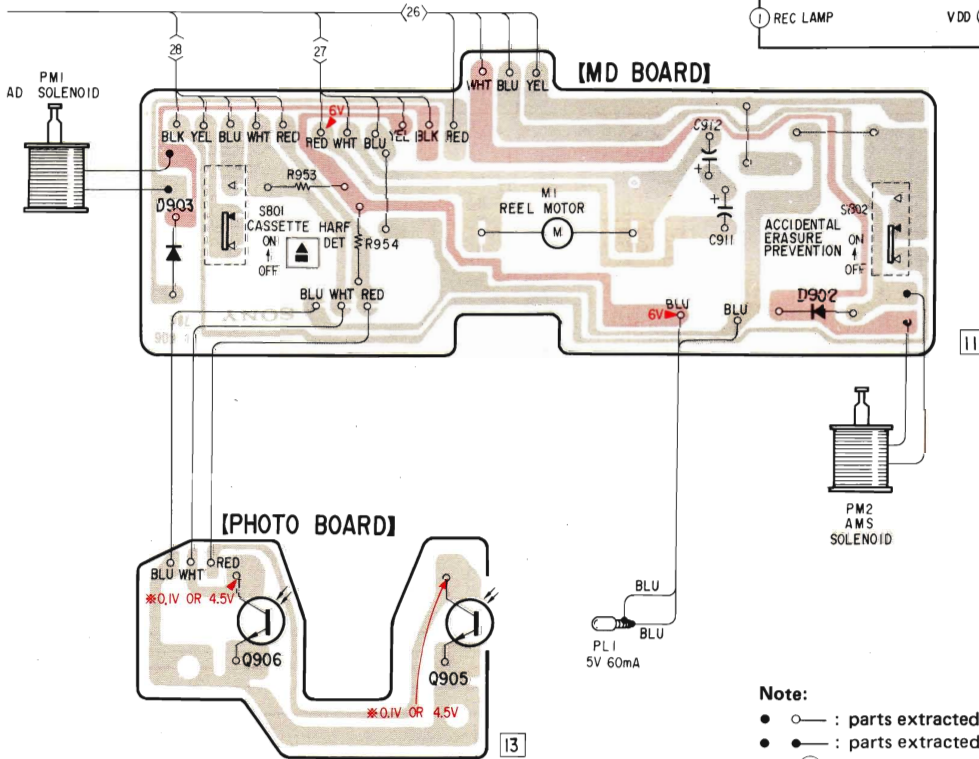 26
1 REC LAMP
VDD
28
27
PM1
AD SOLENOID
【MD BOARD】
WHT BLU YEL
BLK YEL BLU WHT RED
6V
RED WHT BLU YEL BLK RED
C912
+
R953
D903
S801
CASSETTE HARF
DET
ON
↑
OFF
R954
M1
REEL MOTOR
M
+
C911
ACCIDENTAL
ERASURE
PREVENTION
S802
ON
↑
OFF
BLU WHT RED
SONY
6V
BLU
BLU
D902
11
PM2
AMS
SOLENOID
【PHOTO BOARD】
BLU WHT RED
※0.1V OR 4.5V
Q906
Q905
※0.1V OR 4.5V
13
BLU
BLU
PL1
5V 60mA
Note:
● ○— : parts extracted
● ●— : parts extracted